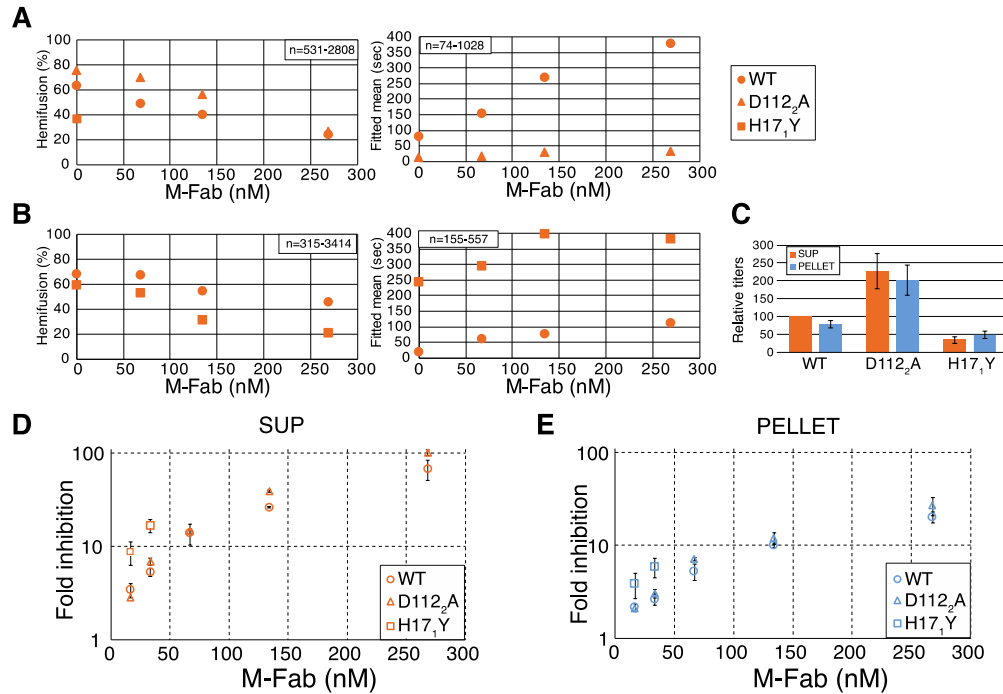 A
Hemifusion (%)
100
80
60
40
20
0
n=531-2808
0 50 100 150 200 250 300
M-Fab (nM)
Fitted mean (sec)
400
350
300
250
200
150
100
50
0
n=74-1028
0 50 100 150 200 250 300
M-Fab (nM)
WT
D112₂A
H17₁Y
B
Hemifusion (%)
100
80
60
40
20
0
n=315-3414
0 50 100 150 200 250 300
M-Fab (nM)
Fitted mean (sec)
400
350
300
250
200
150
100
50
0
n=155-557
0 50 100 150 200 250 300
M-Fab (nM)
C
Relative titers
300
250
200
150
100
50
0
SUP
PELLET
WT D112₂A H17₁Y
D
SUP
Fold inhibition
100
10
1
0 50 100 150 200 250 300
M-Fab (nM)
WT
D112₂A
H17₁Y
E
PELLET
Fold inhibition
100
10
1
0 50 100 150 200 250 300
M-Fab (nM)
WT
D112₂A
H17₁Y